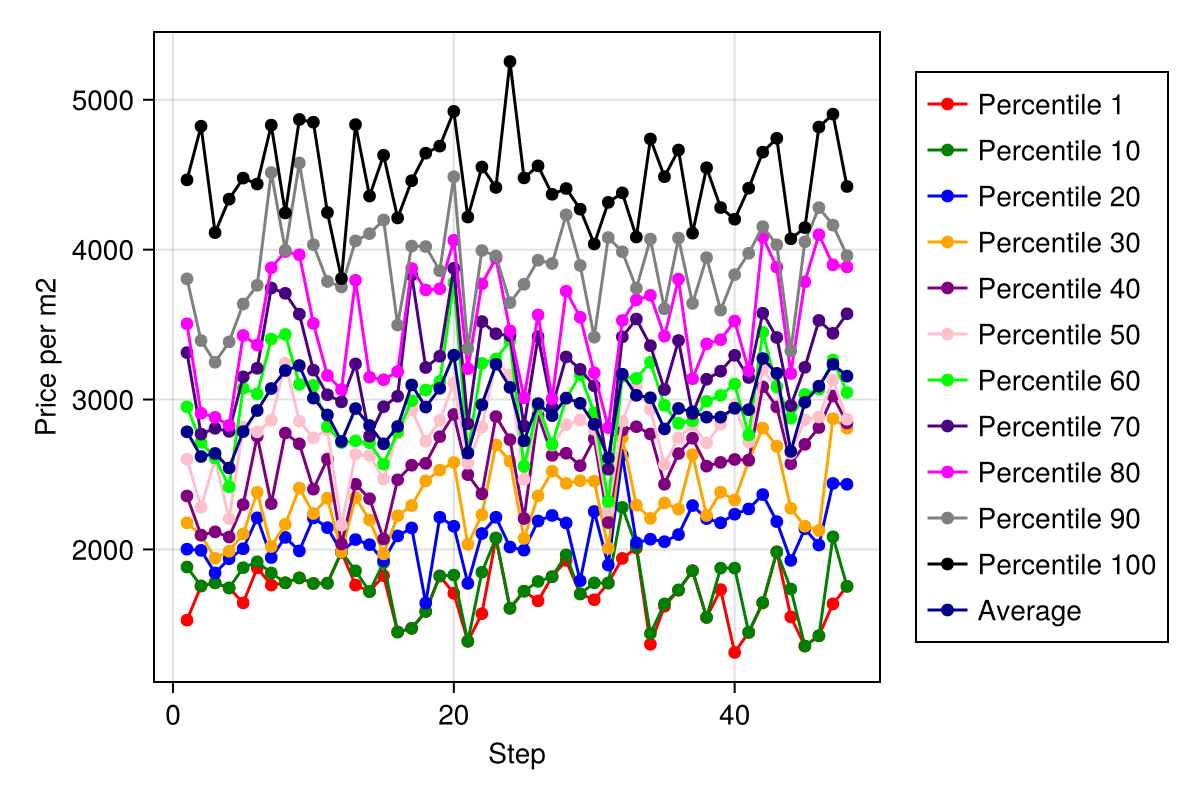 5000
4000
3000
2000
Price per m2
0 20 40
Step
Percentile 1
Percentile 10
Percentile 20
Percentile 30
Percentile 40
Percentile 50
Percentile 60
Percentile 70
Percentile 80
Percentile 90
Percentile 100
Average